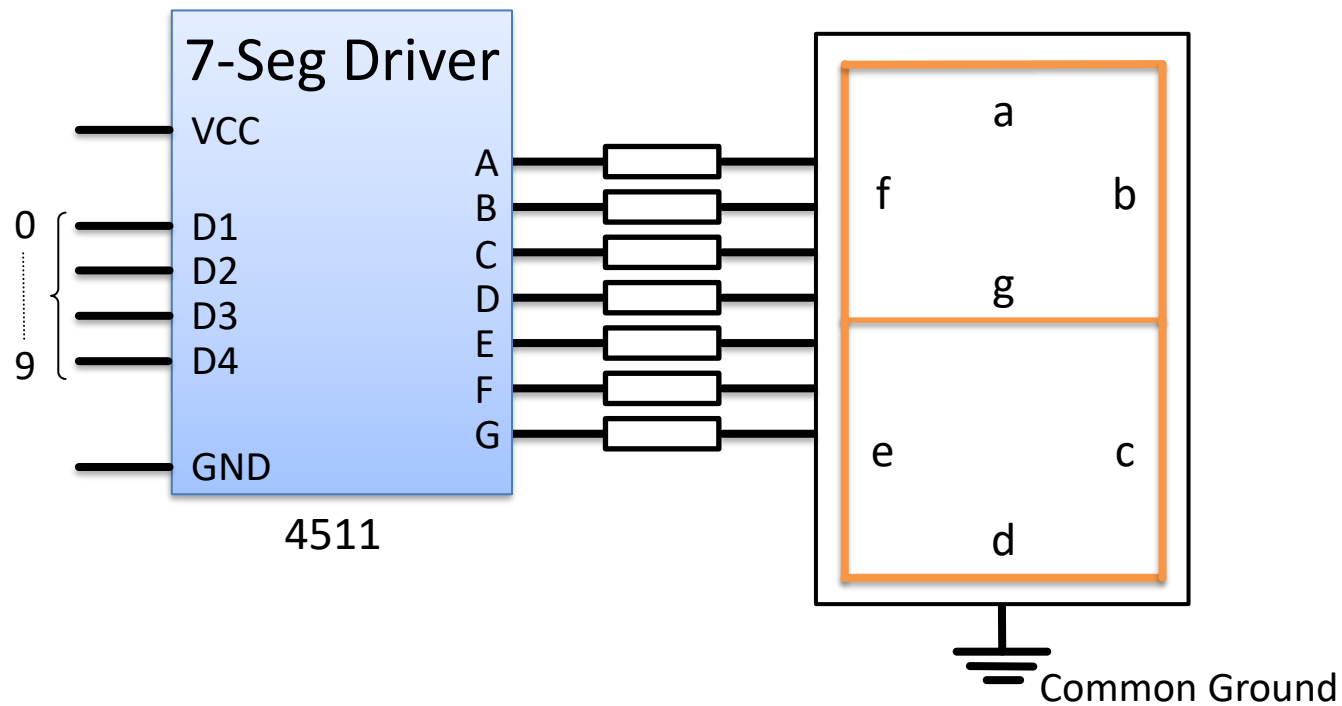 7-Seg Driver
VCC
0
9
D1
D2
D3
D4
GND
A
B
C
D
E
F
G
4511
a
f
b
g
e
c
d
Common Ground